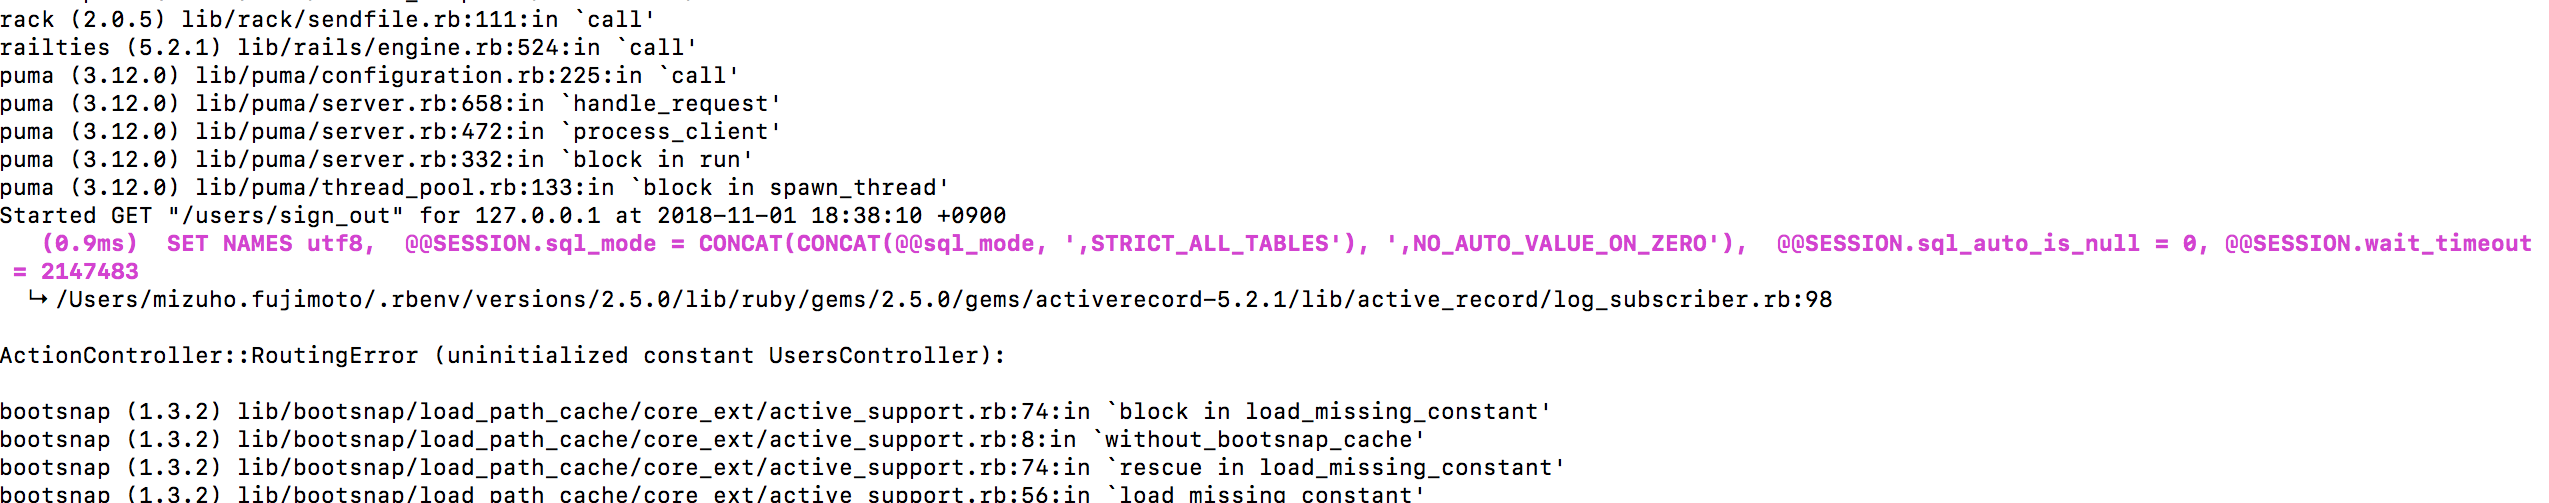 rack (2.0.5) lib/rack/sendfile.rb:111:in `call'
railties (5.2.1) lib/rails/engine.rb:524:in `call'
puma (3.12.0) lib/puma/configuration.rb:225:in `call'
puma (3.12.0) lib/puma/server.rb:658:in `handle_request'
puma (3.12.0) lib/puma/server.rb:472:in `process_client'
puma (3.12.0) lib/puma/server.rb:332:in `block in run'
puma (3.12.0) lib/puma/thread_pool.rb:133:in `block in spawn_thread'
Started GET "/users/sign_out" for 127.0.0.1 at 2018-11-01 18:38:10 +0900
(0.9ms)  SET NAMES utf8,  @@SESSION.sql_mode = CONCAT(CONCAT(@@sql_mode, ',STRICT_ALL_TABLES'), ',NO_AUTO_VALUE_ON_ZERO'),  @@SESSION.sql_auto_is_null = 0, @@SESSION.wait_timeout
= 2147483
↳ /Users/mizuho.fujimoto/.rbenv/versions/2.5.0/lib/ruby/gems/2.5.0/gems/activerecord-5.2.1/lib/active_record/log_subscriber.rb:98
ActionController::RoutingError (uninitialized constant UsersController):
bootsnap (1.3.2) lib/bootsnap/load_path_cache/core_ext/active_support.rb:74:in `block in load_missing_constant'
bootsnap (1.3.2) lib/bootsnap/load_path_cache/core_ext/active_support.rb:8:in `without_bootsnap_cache'
bootsnap (1.3.2) lib/bootsnap/load_path_cache/core_ext/active_support.rb:74:in `rescue in load_missing_constant'
bootsnap (1.3.2) lib/bootsnap/load_path_cache/core_ext/active_support.rb:56:in `load_missing_constant'